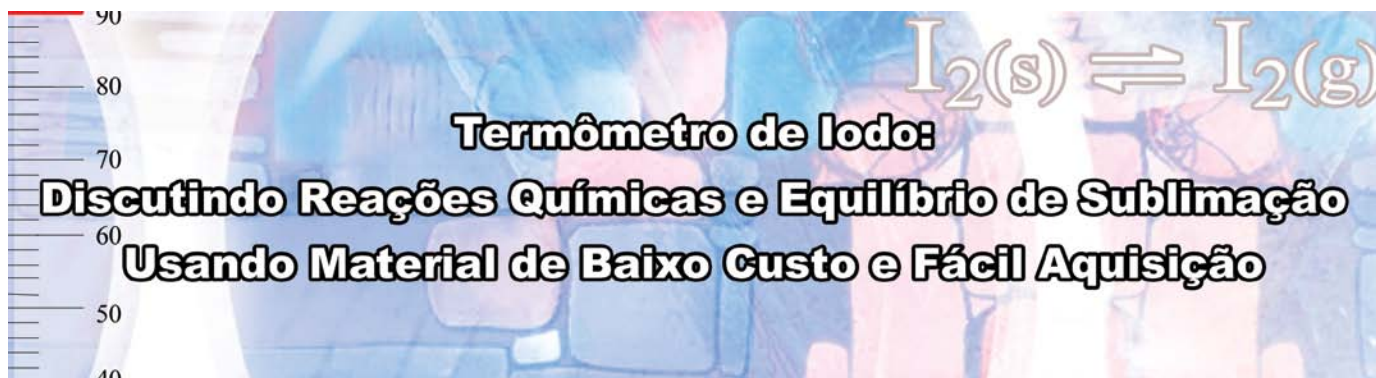 90
I₂(s) ⇌ I₂(g)
80
Termômetro de Iodo:
70
Discutindo Reações Químicas e Equilíbrio de Sublimação
60
Usando Material de Baixo Custo e Fácil Aquisição
50
40